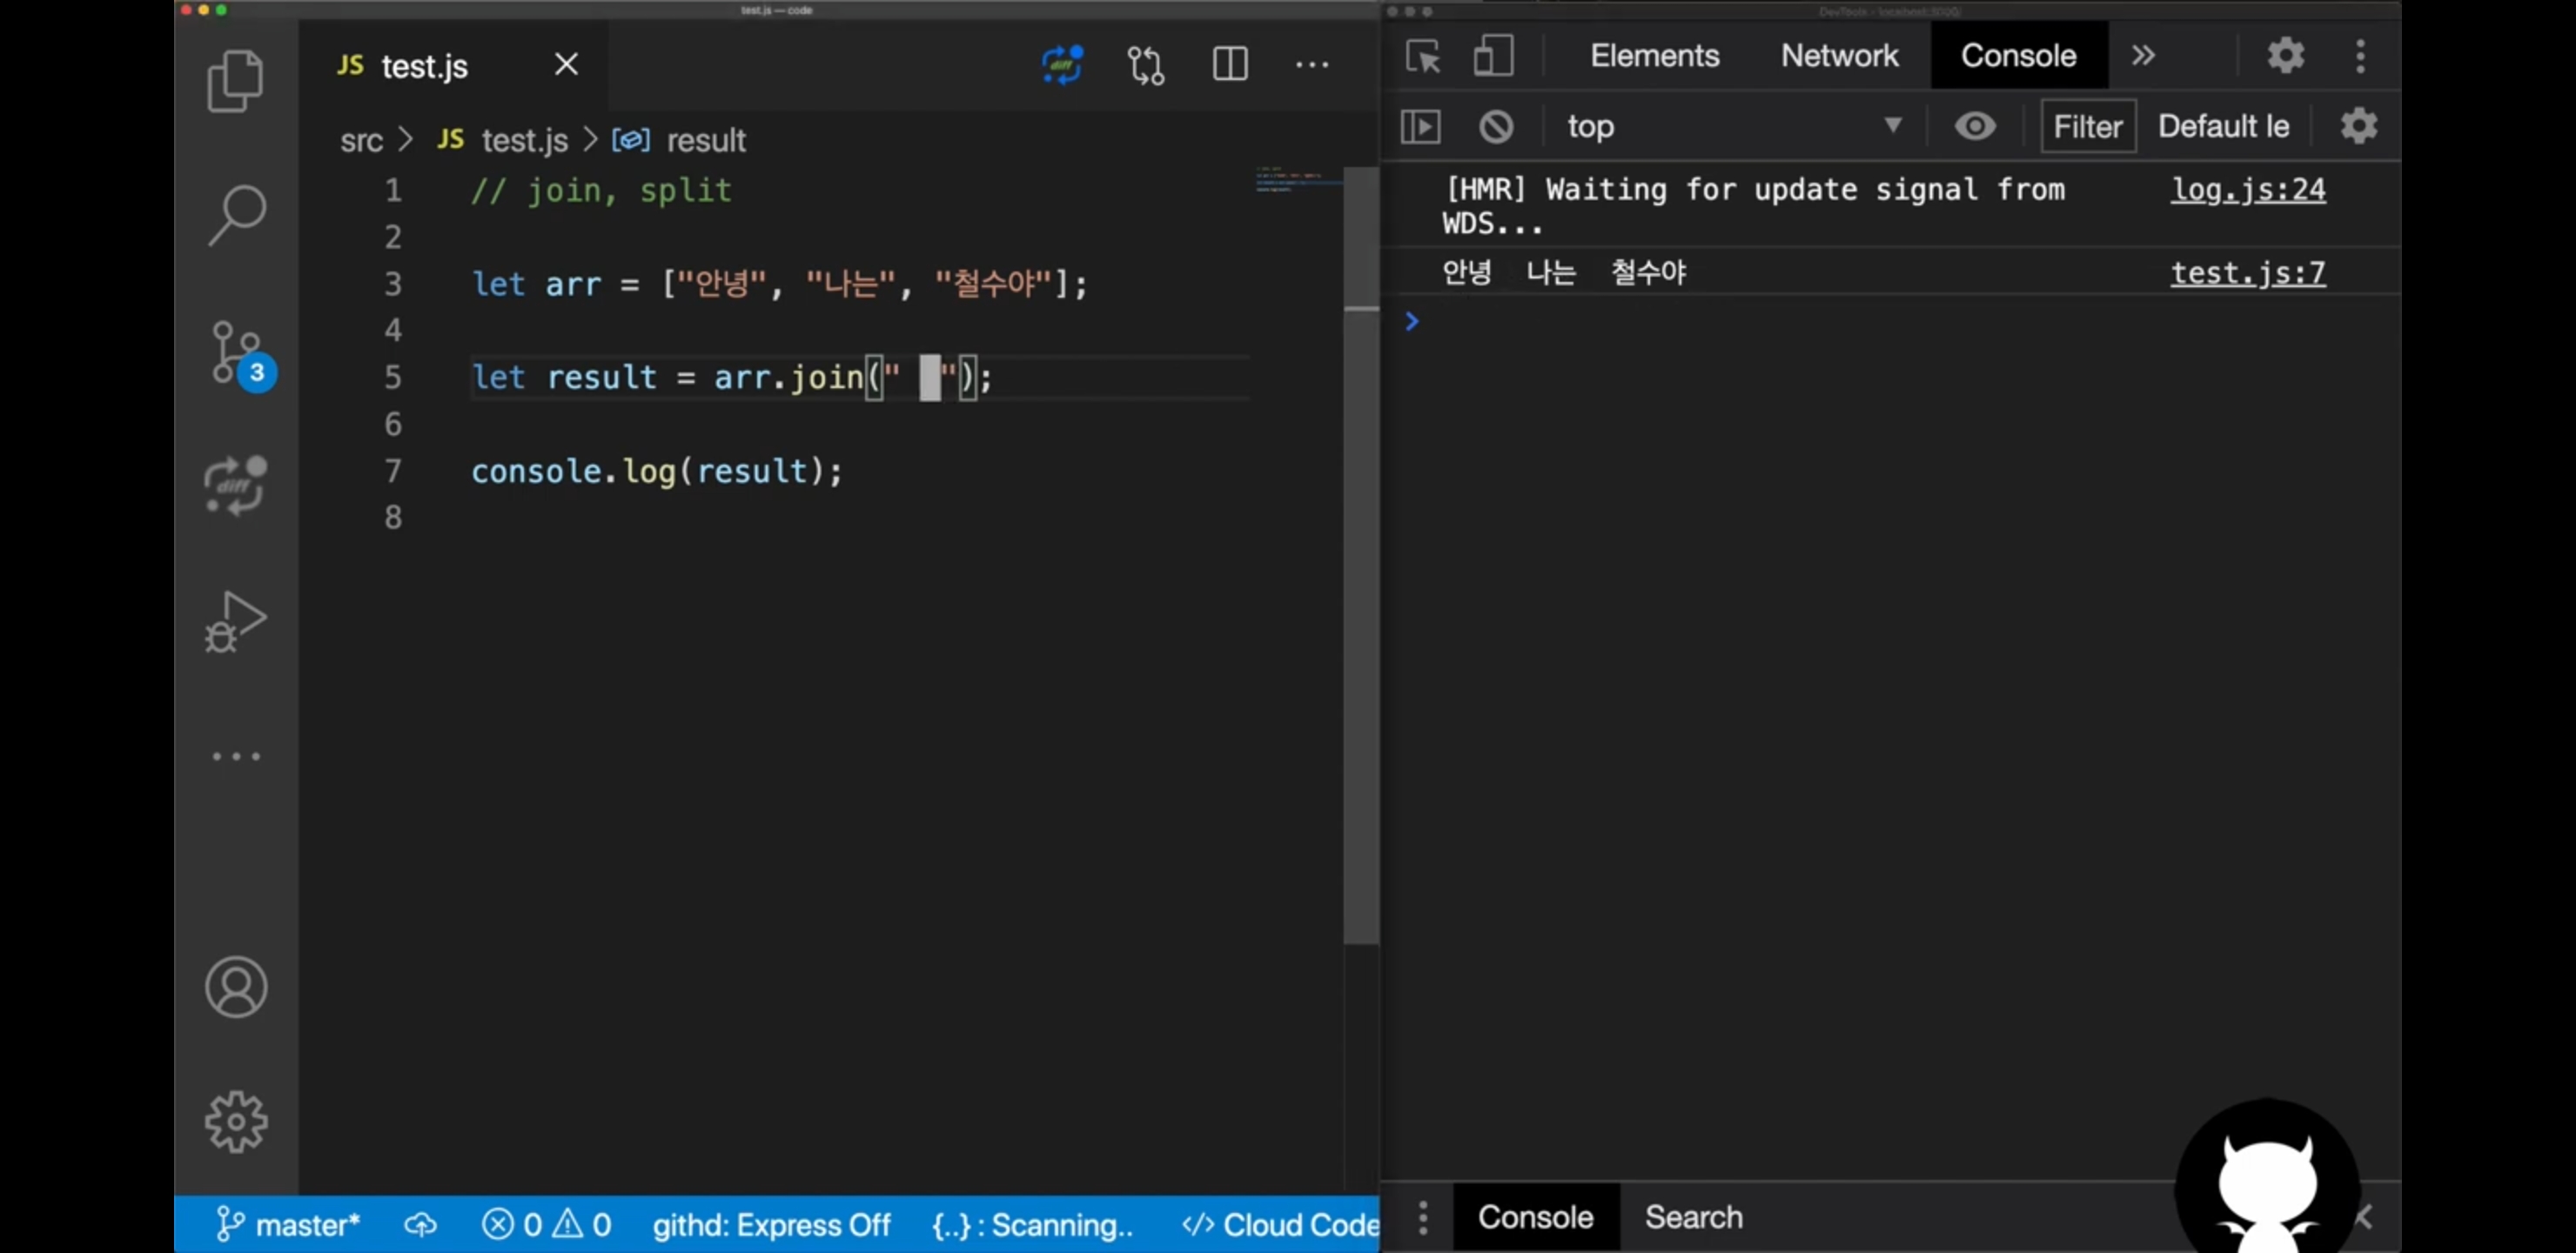 test.js — code
JS test.js
src > JS test.js > result
1 // join, split
2
3 let arr = ["안녕", "나는", "철수야"];
4
5 let result = arr.join("  ");
6
7 console.log(result);
8
3
diff
diff
master*
0 0
githd: Express Off
{..} : Scanning..
</> Cloud Code
DevTools - localhost:3000/
Elements Network Console
top Filter Default le
[HMR] Waiting for update signal from log.js:24
WDS...
안녕  나는  철수야 test.js:7
Console Search